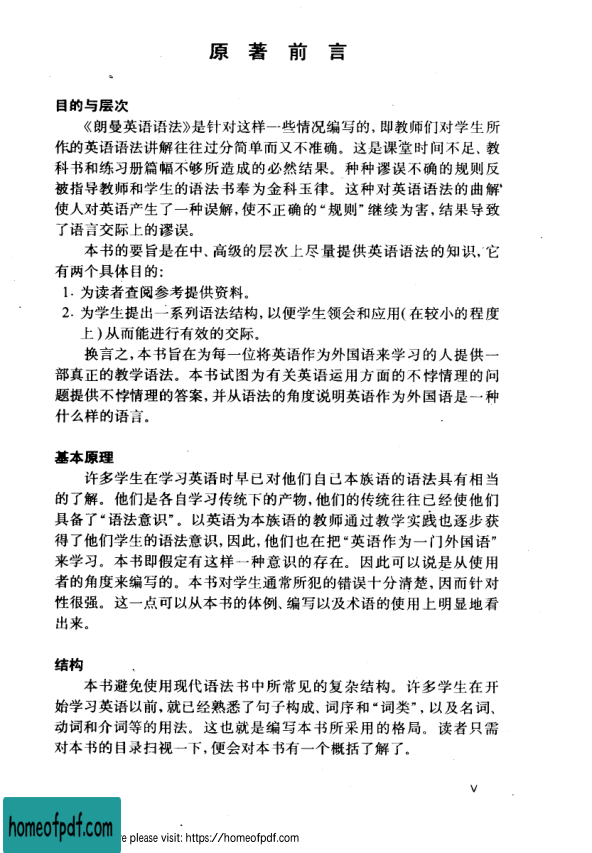 原著前言
目的与层次
《朗曼英语语法》是针对这样一些情况编写的，即教师们对学生所
作的英语语法讲解往往过分简单而又不准确。这是课堂时间不足、教
科书和练习册篇幅不够所造成的必然结果。种种谬误不确的规则反
被指导教师和学生的语法书奉为金科玉律。这种对英语语法的曲解
使人对英语产生了一种误解，使不正确的“规则”继续为害，结果导致
了语言交际上的谬误。
本书的要旨是在中、高级的层次上尽量提供英语语法的知识，它
有两个具体目的：
1. 为读者查阅参考提供资料。
2. 为学生提出一系列语法结构，以便学生领会和应用（在较小的程度
上）从而能进行有效的交际。
换言之，本书旨在为每一位将英语作为外国语来学习的人提供一
部真正的教学语法。本书试图为有关英语运用方面的不悖情理的问
题提供不悖情理的答案，并从语法的角度说明英语作为外国语是一种
什么样的语言。
基本原理
许多学生在学习英语时早已对他们自己本族语的语法具有相当
的了解。他们是各自学习传统下的产物，他们的传统往往已经使他们
具备了“语法意识”。以英语为本族语的教师通过教学实践也逐步获
得了他们学生的语法意识，因此，他们也在把“英语作为一门外国语”
来学习。本书即假定有这样一种意识的存在。因此可以说是从使用
者的角度来编写的。本书对学生通常所犯的错误十分清楚，因而针对
性很强。这一点可以从本书的体例、编写以及术语的使用上明显地看
出来。
结构
本书避免使用现代语法书中所常见的复杂结构。许多学生在开
始学习英语以前，就已经熟悉了句子构成、词序和“词类”，以及名词、
动词和介词等的用法。这也就是编写本书所采用的格局。读者只需
对本书的目录扫视一下，便会对本书有一个概括了解了。
V
homeofpdf.com
please visit: https://homeofpdf.com